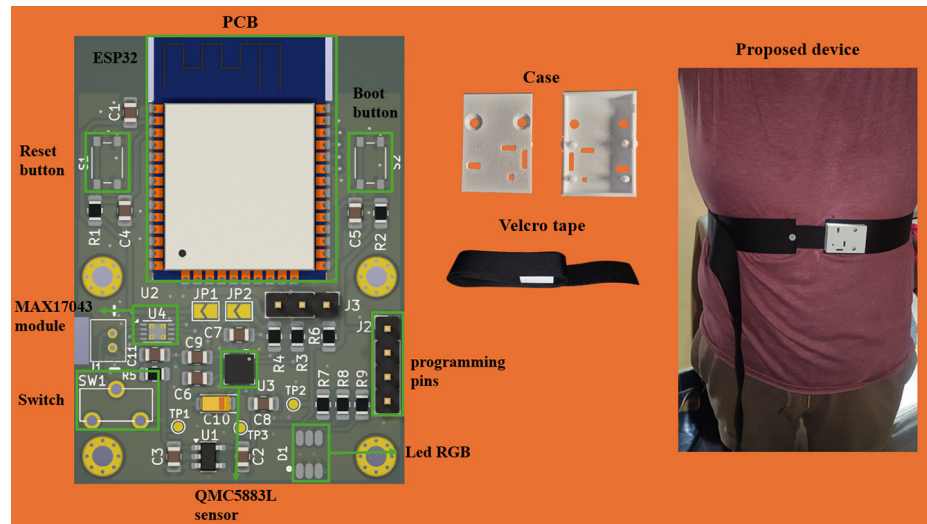 PCB
ESP32
Boot
button
C1
Reset
button
S1
S2
R1
C4
C5
R2
U2
JP1
JP2
J3
MAX17043
module
U4
C7
J2
C11
C9
R4
R3
R6
programming
pins
J1
R5
SW1
C6
U3
TP2
R7
R8
R9
Switch
C10
C8
TP1
TP3
U1
C3
C2
D1
Led RGB
QMC5883L
sensor
Case
Velcro tape
Proposed device